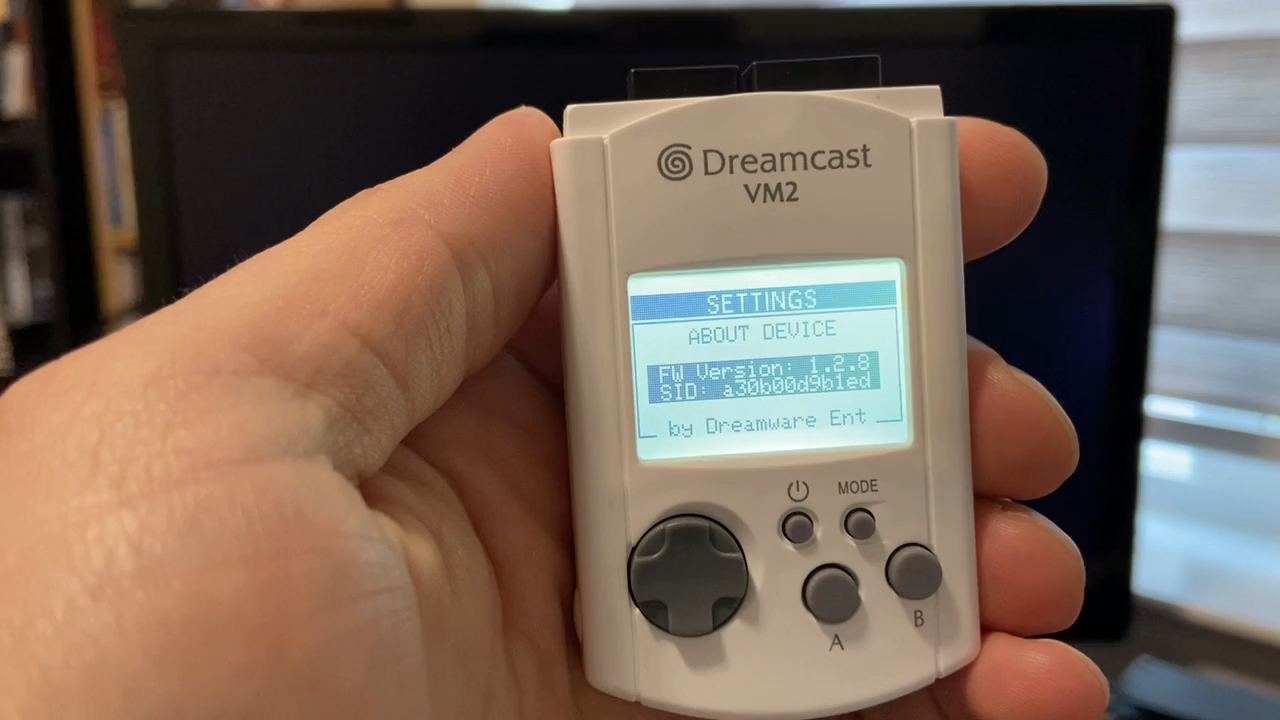 Dreamcast
VM2
SETTINGS
ABOUT DEVICE
FW Version: 1.2.8
SID: a30b00d9b1ed
by Dreamware Ent
MODE
A
B